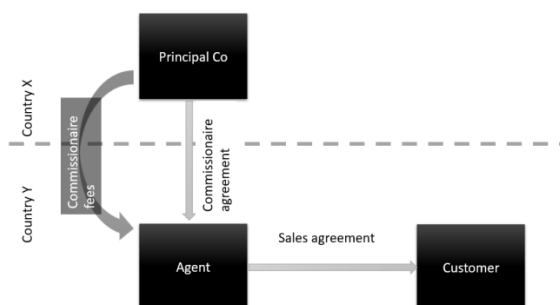 Principal Co
Country X
Commissionaire
fees
Commissionaire
agreement
Country Y
Sales agreement
Agent
Customer